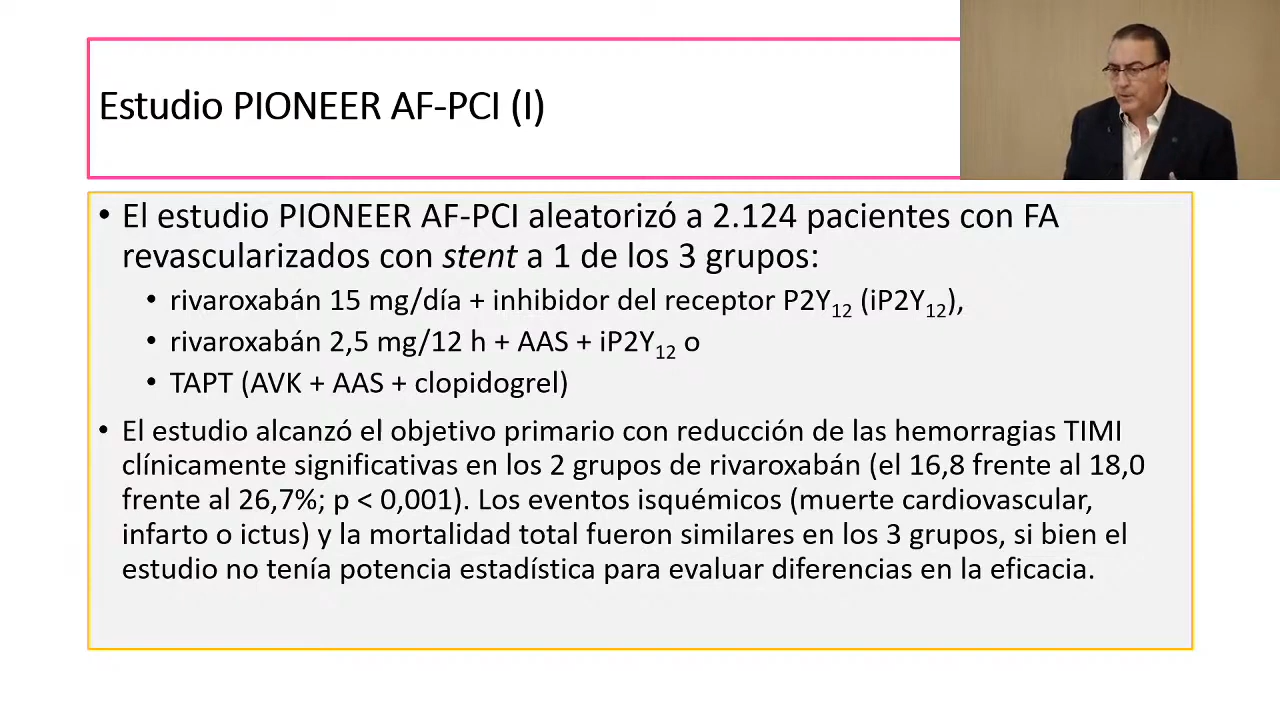 Estudio PIONEER AF-PCI (I)
• El estudio PIONEER AF-PCI aleatorizó a 2.124 pacientes con FA
revascularizados con stent a 1 de los 3 grupos:
• rivaroxabán 15 mg/día + inhibidor del receptor P2Y12 (iP2Y12),
• rivaroxabán 2,5 mg/12 h + AAS + iP2Y12 o
• TAPT (AVK + AAS + clopidogrel)
• El estudio alcanzó el objetivo primario con reducción de las hemorragias TIMI
clínicamente significativas en los 2 grupos de rivaroxabán (el 16,8 frente al 18,0
frente al 26,7%; p < 0,001). Los eventos isquémicos (muerte cardiovascular,
infarto o ictus) y la mortalidad total fueron similares en los 3 grupos, si bien el
estudio no tenía potencia estadística para evaluar diferencias en la eficacia.